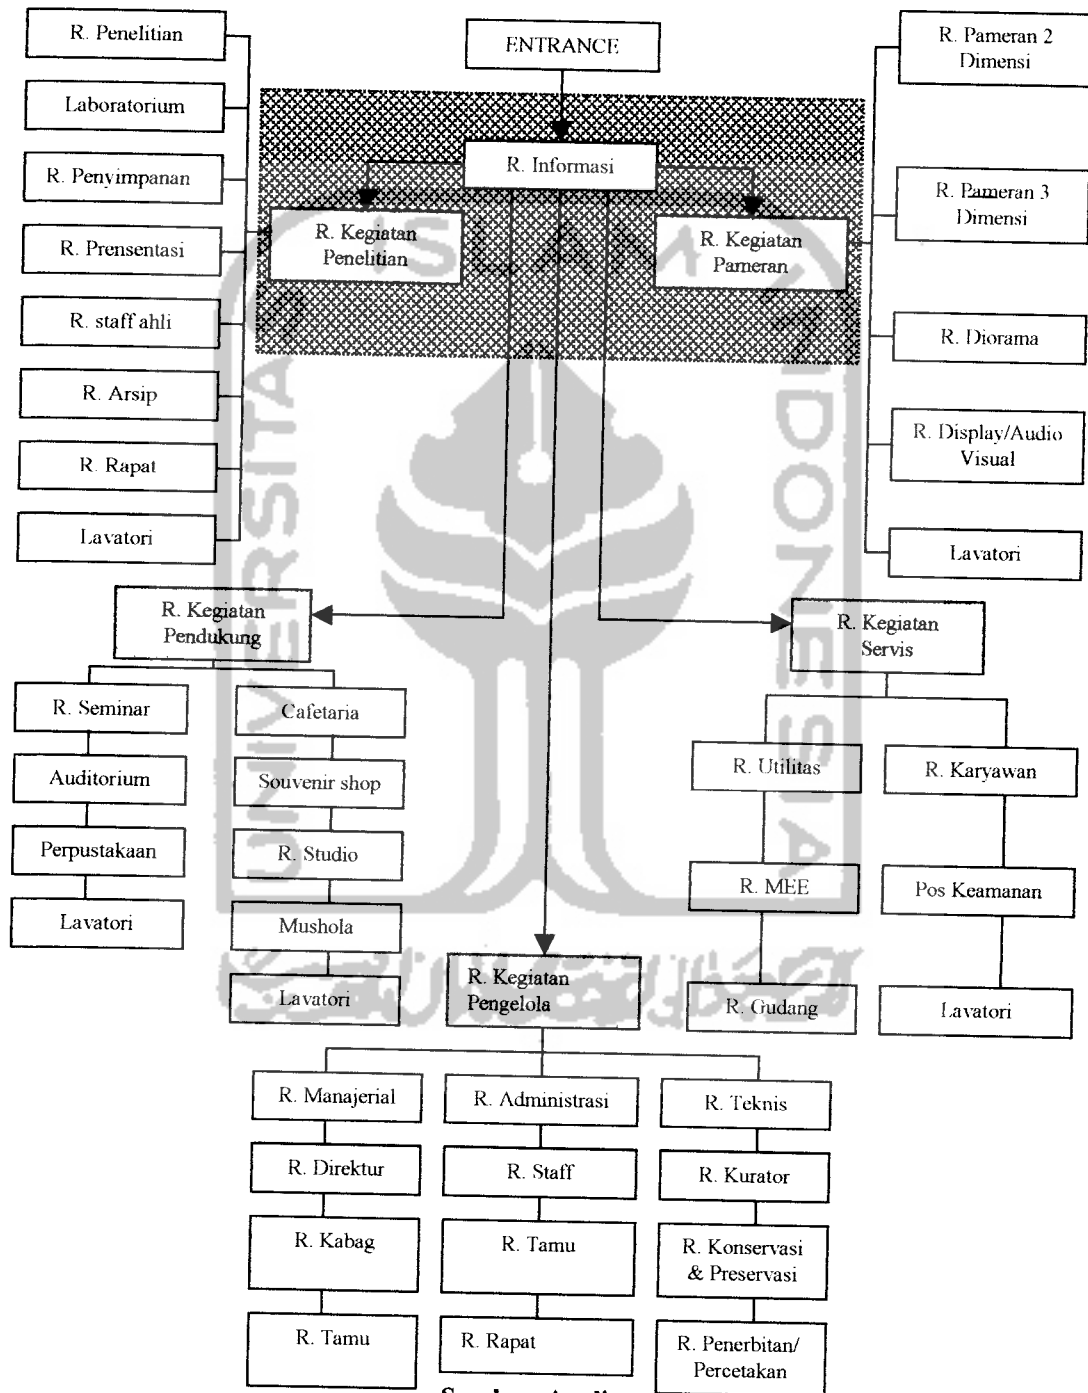 ENTRANCE
R. Informasi
R. Kegiatan
Penelitian
R. Kegiatan
Pameran
R. Penelitian
Laboratorium
R. Penyimpanan
R. Prensentasi
R. staff ahli
R. Arsip
R. Rapat
Lavatori
R. Pameran 2
Dimensi
R. Pameran 3
Dimensi
R. Diorama
R. Display/Audio
Visual
Lavatori
R. Kegiatan
Pendukung
R. Seminar
Auditorium
Perpustakaan
Lavatori
Cafetaria
Souvenir shop
R. Studio
Mushola
Lavatori
R. Kegiatan
Servis
R. Utilitas
R. MEE
R. Gudang
R. Karyawan
Pos Keamanan
Lavatori
R. Kegiatan
Pengelola
R. Manajerial
R. Direktur
R. Kabag
R. Tamu
R. Administrasi
R. Staff
R. Tamu
R. Rapat
R. Teknis
R. Kurator
R. Konservasi
& Preservasi
R. Penerbitan/
Percetakan
UNIVERSITAS
ISLAM
INDONESIA